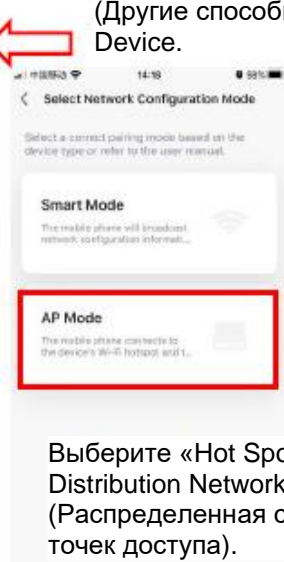 (Другие способы
Device.
14:18
98%
Select Network Configuration Mode
Select a correct pairing mode based on the
device type or refer to the user manual.
Smart Mode
The mobile phone will broadcast
network configuration informati...
AP Mode
The mobile phone connects to
the device's Wi-Fi hotspot and t...
Выберите «Hot Spo
Distribution Network
(Распределенная с
точек доступа).